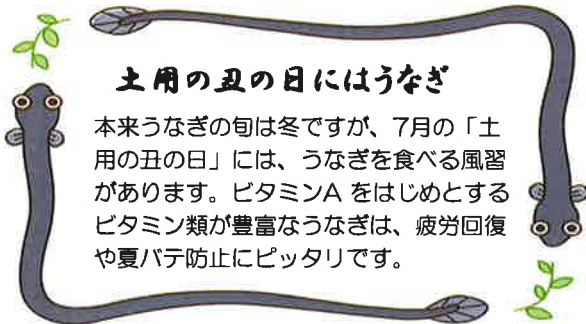 土用の丑の日にはうなぎ
本来うなぎの旬は冬ですが、7月の「土
用の丑の日」には、うなぎを食べる風習
があります。ビタミンA をはじめとする
ビタミン類が豊富なうなぎは、疲労回復
や夏バテ防止にピッタリです。